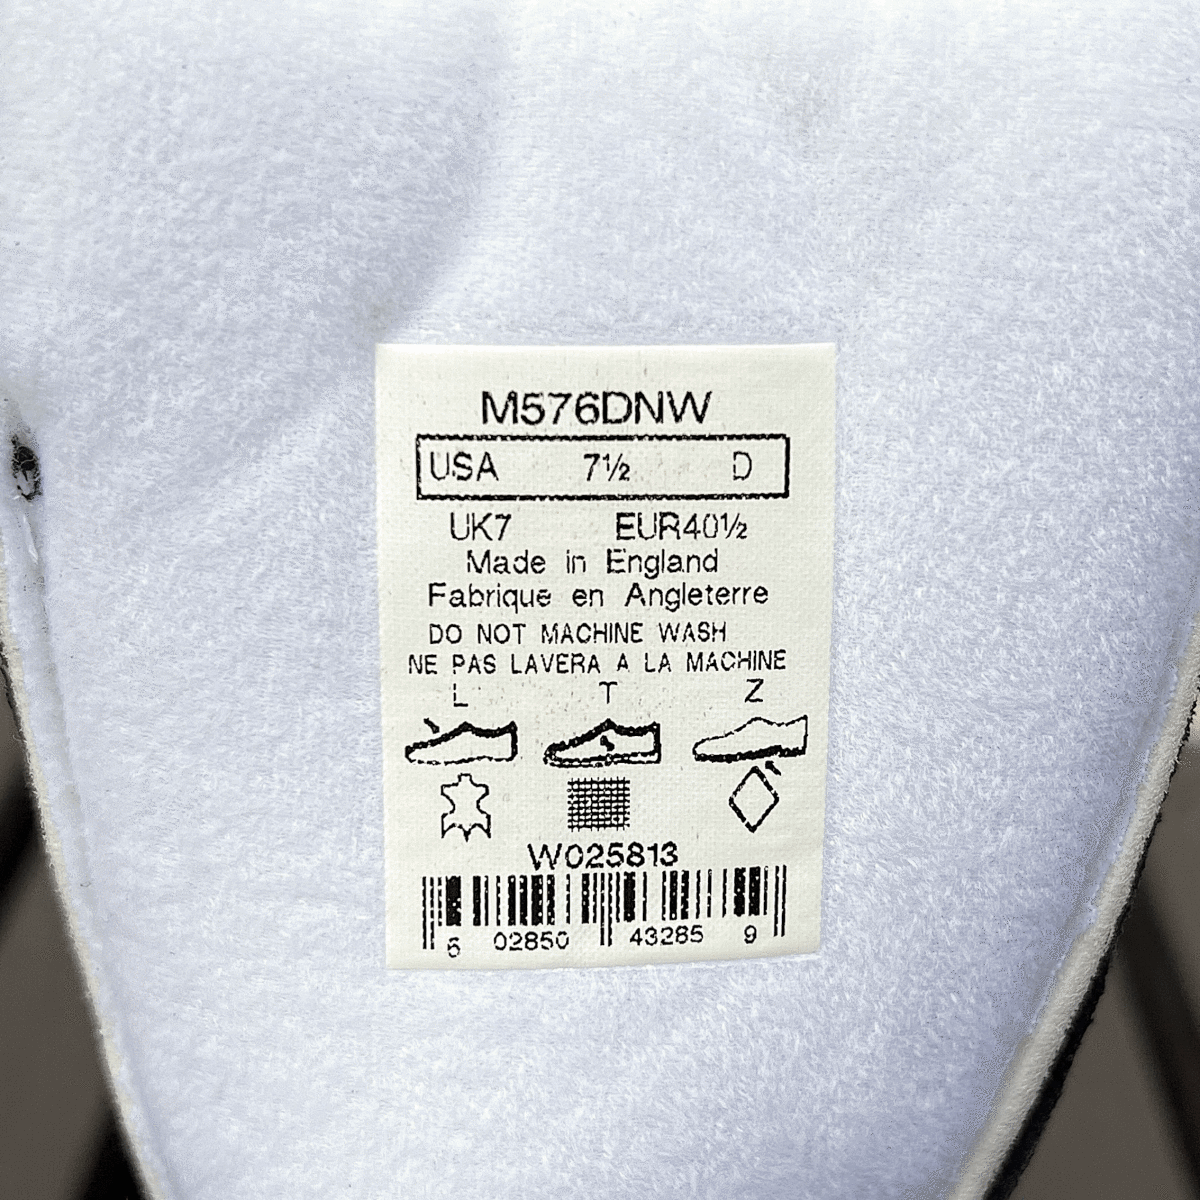 M576DNW
USA 7½ D
UK7 EUR40½
Made in England
Fabrique en Angleterre
DO NOT MACHINE WASH
NE PAS LAVERA A LA MACHINE
L T Z
W025813
6 02850 43285 9